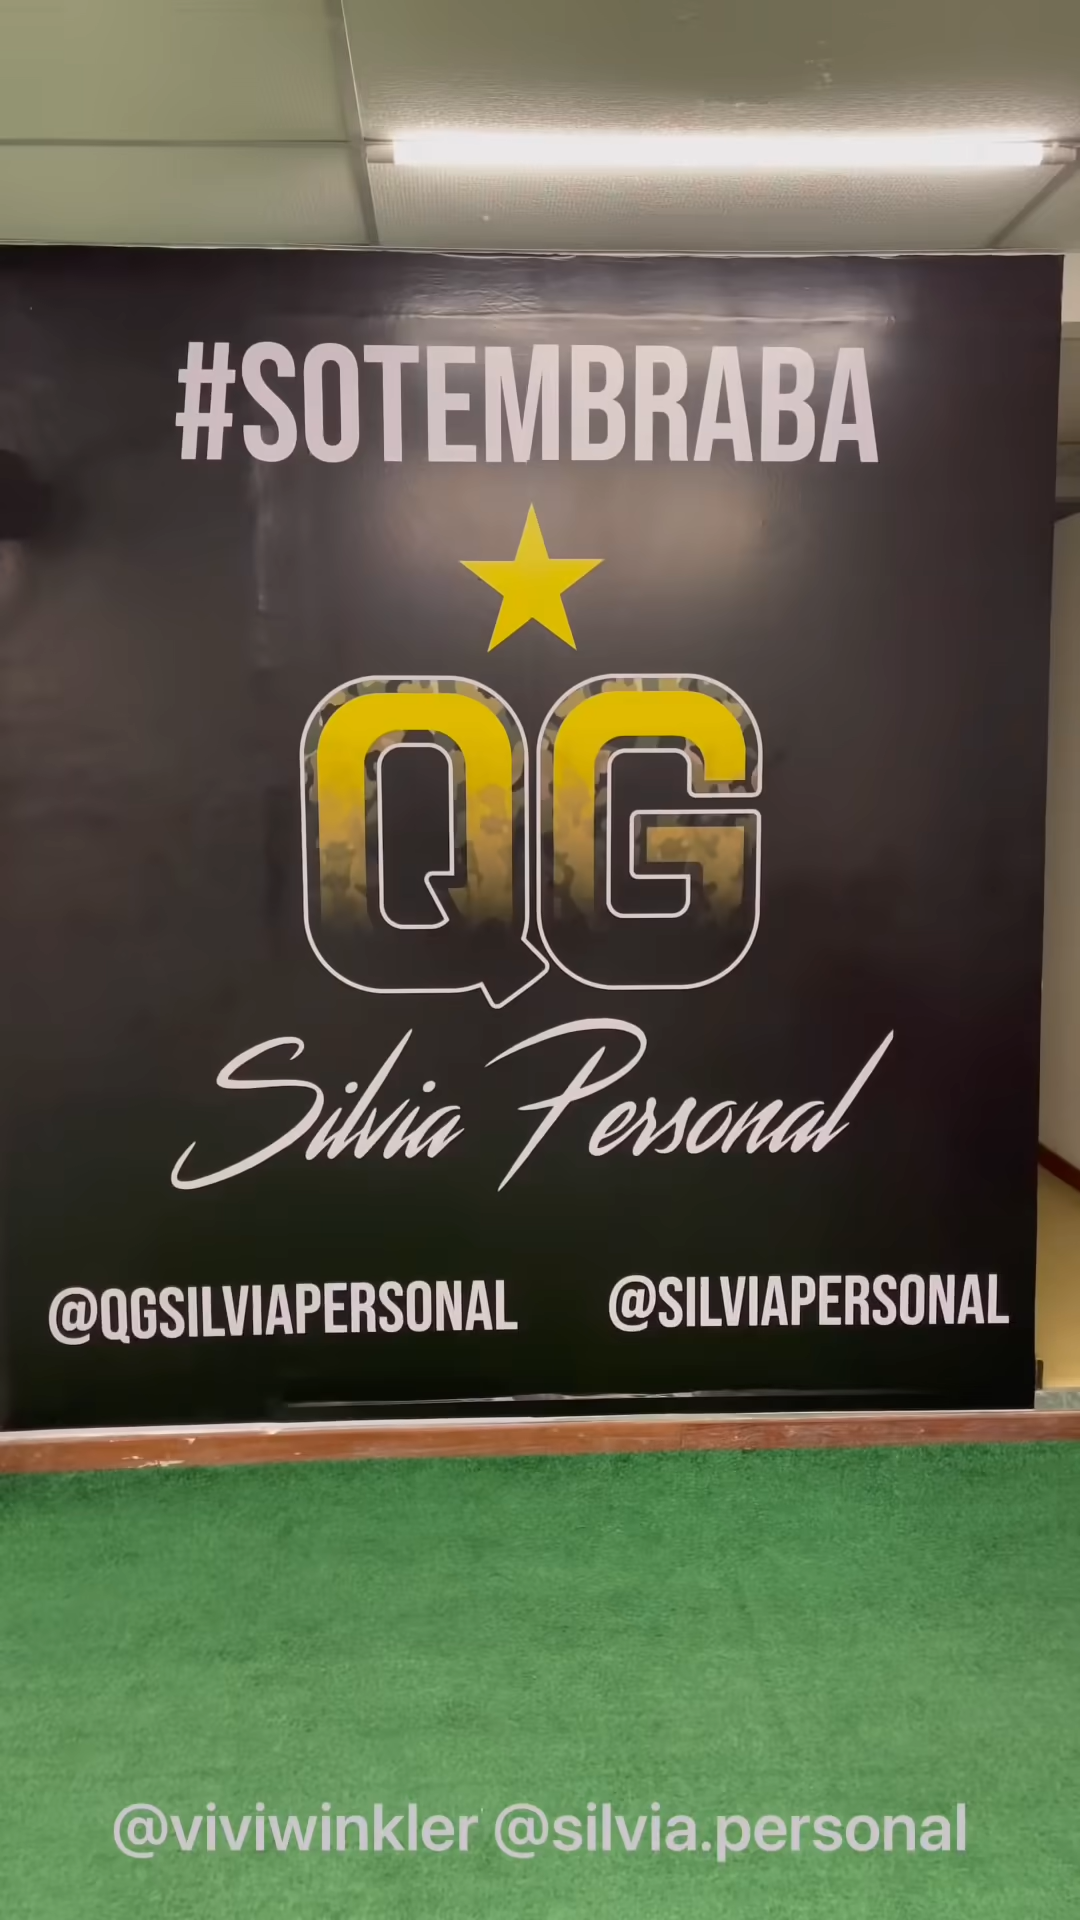 #SOTEMBRABA
QG
Silvia Personal
@QGSILVIAPERSONAL @SILVIAPERSONAL
@viviwinkler @silvia.personal